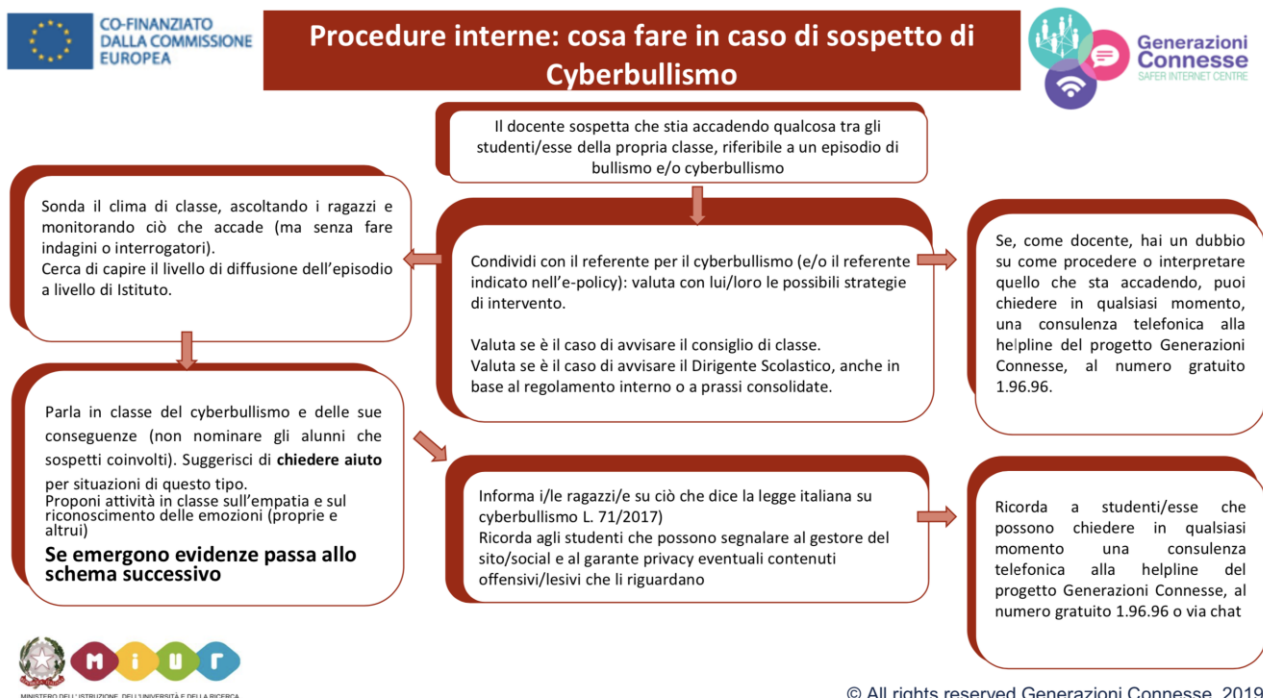 CO-FINANZIATO
DALLA COMMISSIONE
EUROPEA
Procedure interne: cosa fare in caso di sospetto di
Cyberbullismo
Generazioni
Connesse
SAFER INTERNET CENTRE
Il docente sospetta che stia accadendo qualcosa tra gli
studenti/esse della propria classe, riferibile a un episodio di
bullismo e/o cyberbullismo
Sonda il clima di classe, ascoltando i ragazzi e
monitorando ciò che accade (ma senza fare
indagini o interrogatori).
Cerca di capire il livello di diffusione dell'episodio
a livello di Istituto.
Condividi con il referente per il cyberbullismo (e/o il referente
indicato nell'e-policy): valuta con lui/loro le possibili strategie
di intervento.
Valuta se è il caso di avvisare il consiglio di classe.
Valuta se è il caso di avvisare il Dirigente Scolastico, anche in
base al regolamento interno o a prassi consolidate.
Se, come docente, hai un dubbio
su come procedere o interpretare
quello che sta accadendo, puoi
chiedere in qualsiasi momento,
una consulenza telefonica alla
helpline del progetto Generazioni
Connesse, al numero gratuito
1.96.96.
Parla in classe del cyberbullismo e delle sue
conseguenze (non nominare gli alunni che
sospetti coinvolti). Suggerisci di chiedere aiuto
per situazioni di questo tipo.
Proponi attività in classe sull'empatia e sul
riconoscimento delle emozioni (proprie e
altrui)
Se emergono evidenze passa allo
schema successivo
Informa i/le ragazzi/e su ciò che dice la legge italiana su
cyberbullismo L. 71/2017)
Ricorda agli studenti che possono segnalare al gestore del
sito/social e al garante privacy eventuali contenuti
offensivi/lesivi che li riguardano
Ricorda a studenti/esse che
possono chiedere in qualsiasi
momento una consulenza
telefonica alla helpline del
progetto Generazioni Connesse, al
numero gratuito 1.96.96 o via chat
MIUr
MINISTERO DELL'ISTRUZIONE, DELL'UNIVERSITÀ E DELLA RICERCA
© All rights reserved Generazioni Connesse, 2019